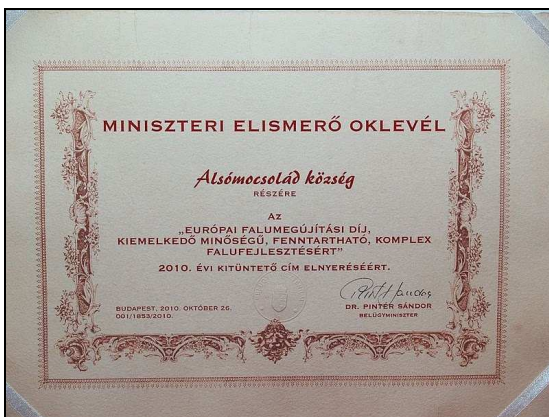 MINISZTERI ELISMERŐ OKLEVÉL
Alsómocsolád község
RÉSZÉRE
Az
„EURÓPAI FALUMEGÚJÍTÁSI DÍJ,
KIEMELKEDŐ MINŐSÉGŰ, FENNTARTHATÓ, KOMPLEX
FALUFEJLESZTÉSÉRT”
2010. ÉVI KITÜNTETŐ CÍM ELNYERÉSÉÉRT.
BUDAPEST, 2010. OKTÓBER 26.
001/1853/2010.
DR. PINTÉR SÁNDOR
BELÜGYMINISZTER